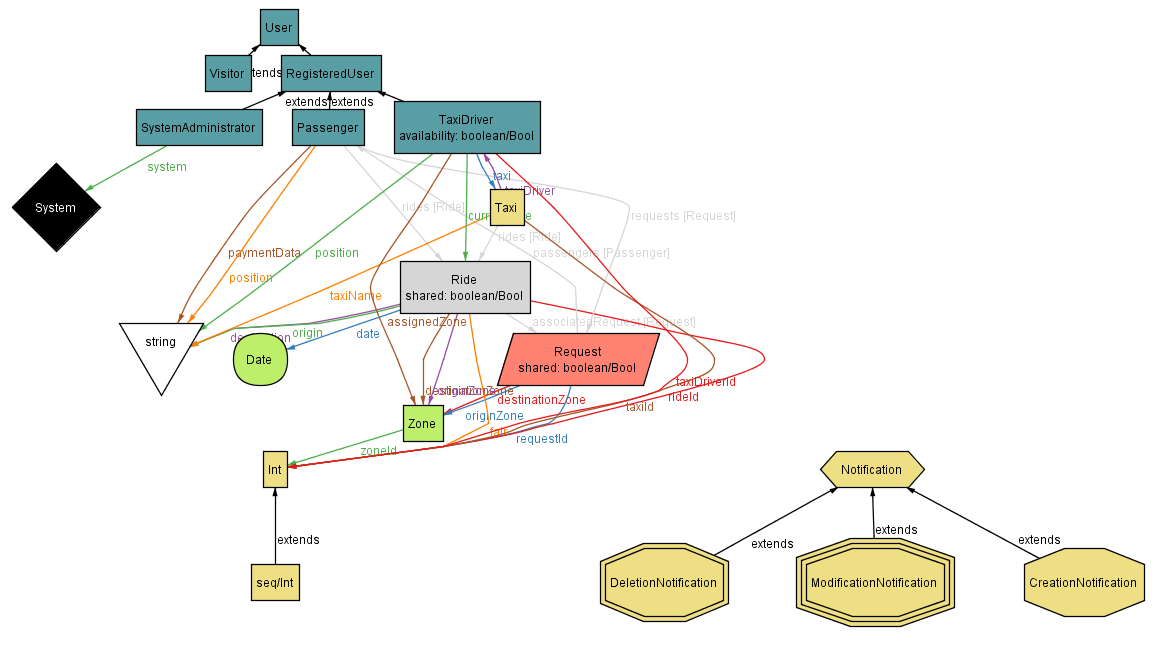 User
Visitor
tends
RegisteredUser
extends
extends
SystemAdministrator
Passenger
TaxiDriver
availability: boolean/Bool
system
System
taxi
taxiDriver
Taxi
rides [Ride]
requests [Request]
rides [Ride]
passengers [Passenger]
paymentData
position
position
taxiName
Ride
shared: boolean/Bool
string
origin
date
assignedZone
associatedRequest [Request]
Date
Request
shared: boolean/Bool
destinationZone
originZone
taxiDriverId
rideId
destinationZone
taxiId
Zone
originZone
requestId
zoneId
Int
Notification
extends
extends
extends
extends
seq/Int
DeletionNotification
ModificationNotification
CreationNotification